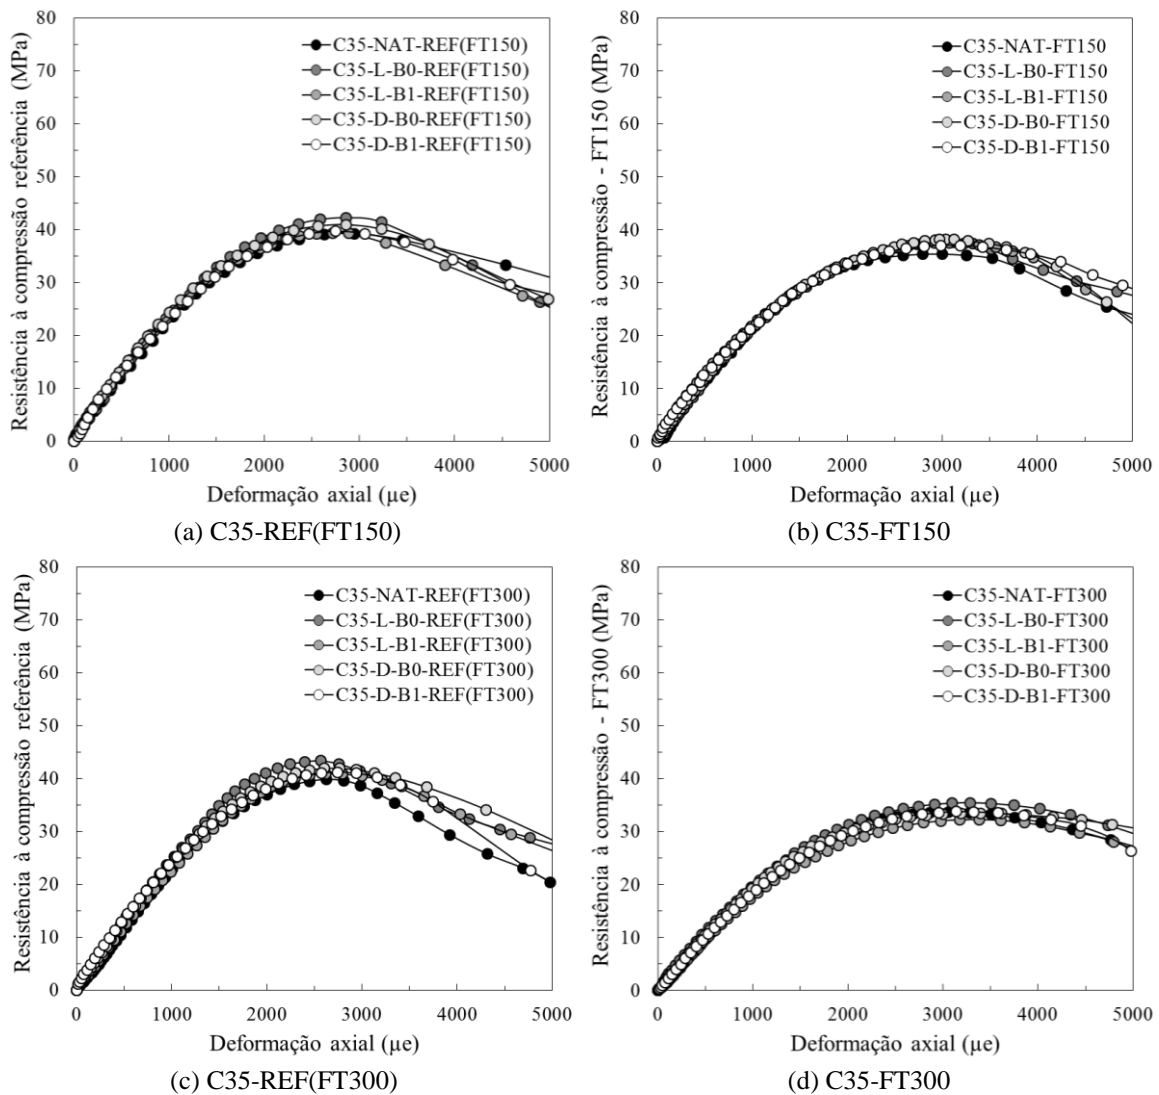 80
70
60
50
40
30
20
10
0
Resistência à compressão referência (MPa)
C35-NAT-REF(FT150)
C35-L-B0-REF(FT150)
C35-L-B1-REF(FT150)
C35-D-B0-REF(FT150)
C35-D-B1-REF(FT150)
0 1000 2000 3000 4000 5000
Deformação axial (µe)
(a) C35-REF(FT150)
80
70
60
50
40
30
20
10
0
Resistência à compressão - FT150 (MPa)
C35-NAT-FT150
C35-L-B0-FT150
C35-L-B1-FT150
C35-D-B0-FT150
C35-D-B1-FT150
0 1000 2000 3000 4000 5000
Deformação axial (µe)
(b) C35-FT150
80
70
60
50
40
30
20
10
0
Resistência à compressão referência (MPa)
C35-NAT-REF(FT300)
C35-L-B0-REF(FT300)
C35-L-B1-REF(FT300)
C35-D-B0-REF(FT300)
C35-D-B1-REF(FT300)
0 1000 2000 3000 4000 5000
Deformação axial (µe)
(c) C35-REF(FT300)
80
70
60
50
40
30
20
10
0
Resistência à compressão - FT300 (MPa)
C35-NAT-FT300
C35-L-B0-FT300
C35-L-B1-FT300
C35-D-B0-FT300
C35-D-B1-FT300
0 1000 2000 3000 4000 5000
Deformação axial (µe)
(d) C35-FT300